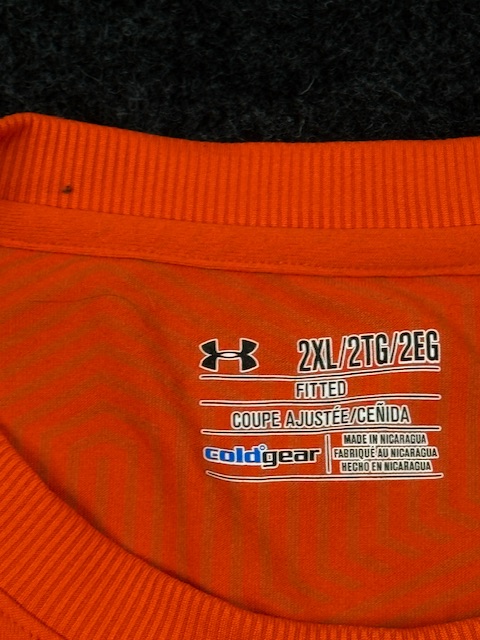 2XL/2TG/2EG
FITTED
COUPE AJUSTÉE/CEÑIDA
coldgear
MADE IN NICARAGUA
FABRIQUÉ AU NICARAGUA
HECHO EN NICARAGUA